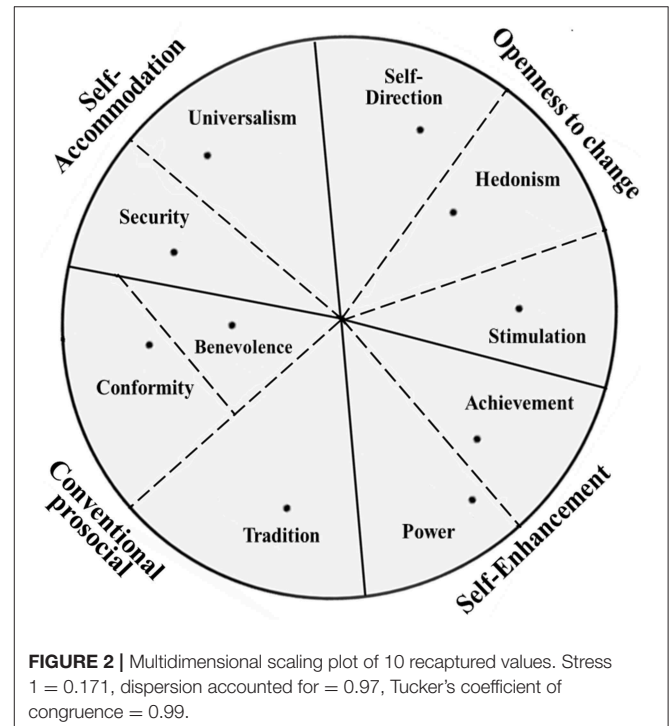 Self-
Accommodation
Openness to change
Self-
Direction
Universalism
Hedonism
Security
Stimulation
Benevolence
Conformity
Achievement
Tradition
Power
Conventional
prosocial
Self-Enhancement
FIGURE 2 | Multidimensional scaling plot of 10 recaptured values. Stress
1 = 0.171, dispersion accounted for = 0.97, Tucker's coefficient of
congruence = 0.99.